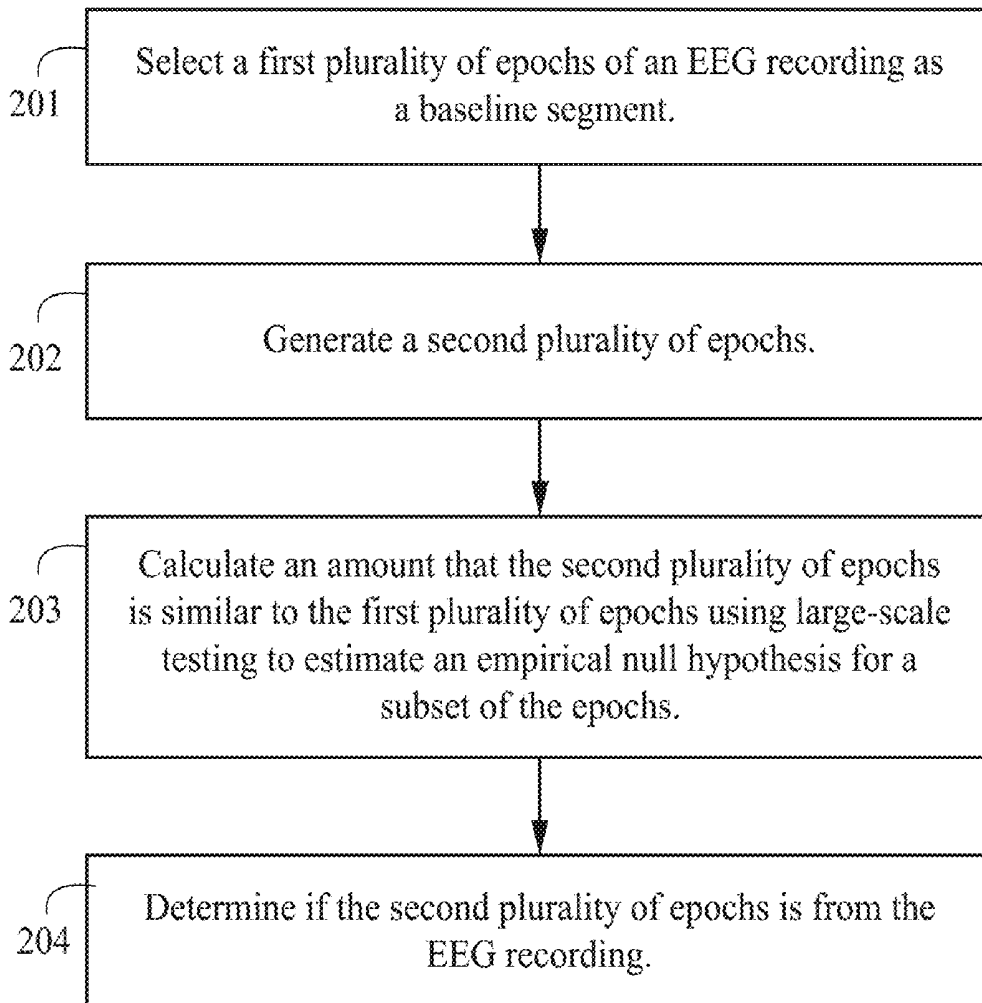 Select a first plurality of epochs of an EEG recording as
a baseline segment.
201
Generate a second plurality of epochs.
202
Calculate an amount that the second plurality of epochs
is similar to the first plurality of epochs using large-scale
testing to estimate an empirical null hypothesis for a
subset of the epochs.
203
Determine if the second plurality of epochs is from the
EEG recording.
204